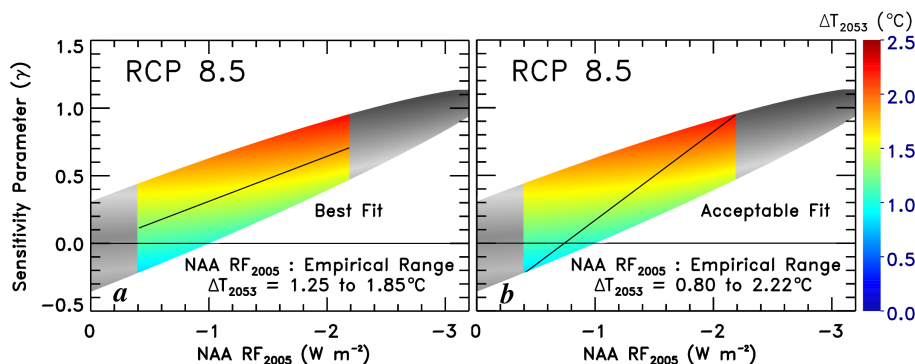 ΔT₂₀₅₃ (°C)
RCP 8.5
Best Fit
NAA RF₂₀₀₅ : Empirical Range
ΔT₂₀₅₃ = 1.25 to 1.85°C
a
Sensitivity Parameter (γ)
1.5
1.0
0.5
0.0
−0.5
0
−1
−2
−3
NAA RF₂₀₀₅ (W m⁻²)
RCP 8.5
Acceptable Fit
NAA RF₂₀₀₅ : Empirical Range
ΔT₂₀₅₃ = 0.80 to 2.22°C
b
0
−1
−2
−3
NAA RF₂₀₀₅ (W m⁻²)
2.5
2.0
1.5
1.0
0.5
0.0